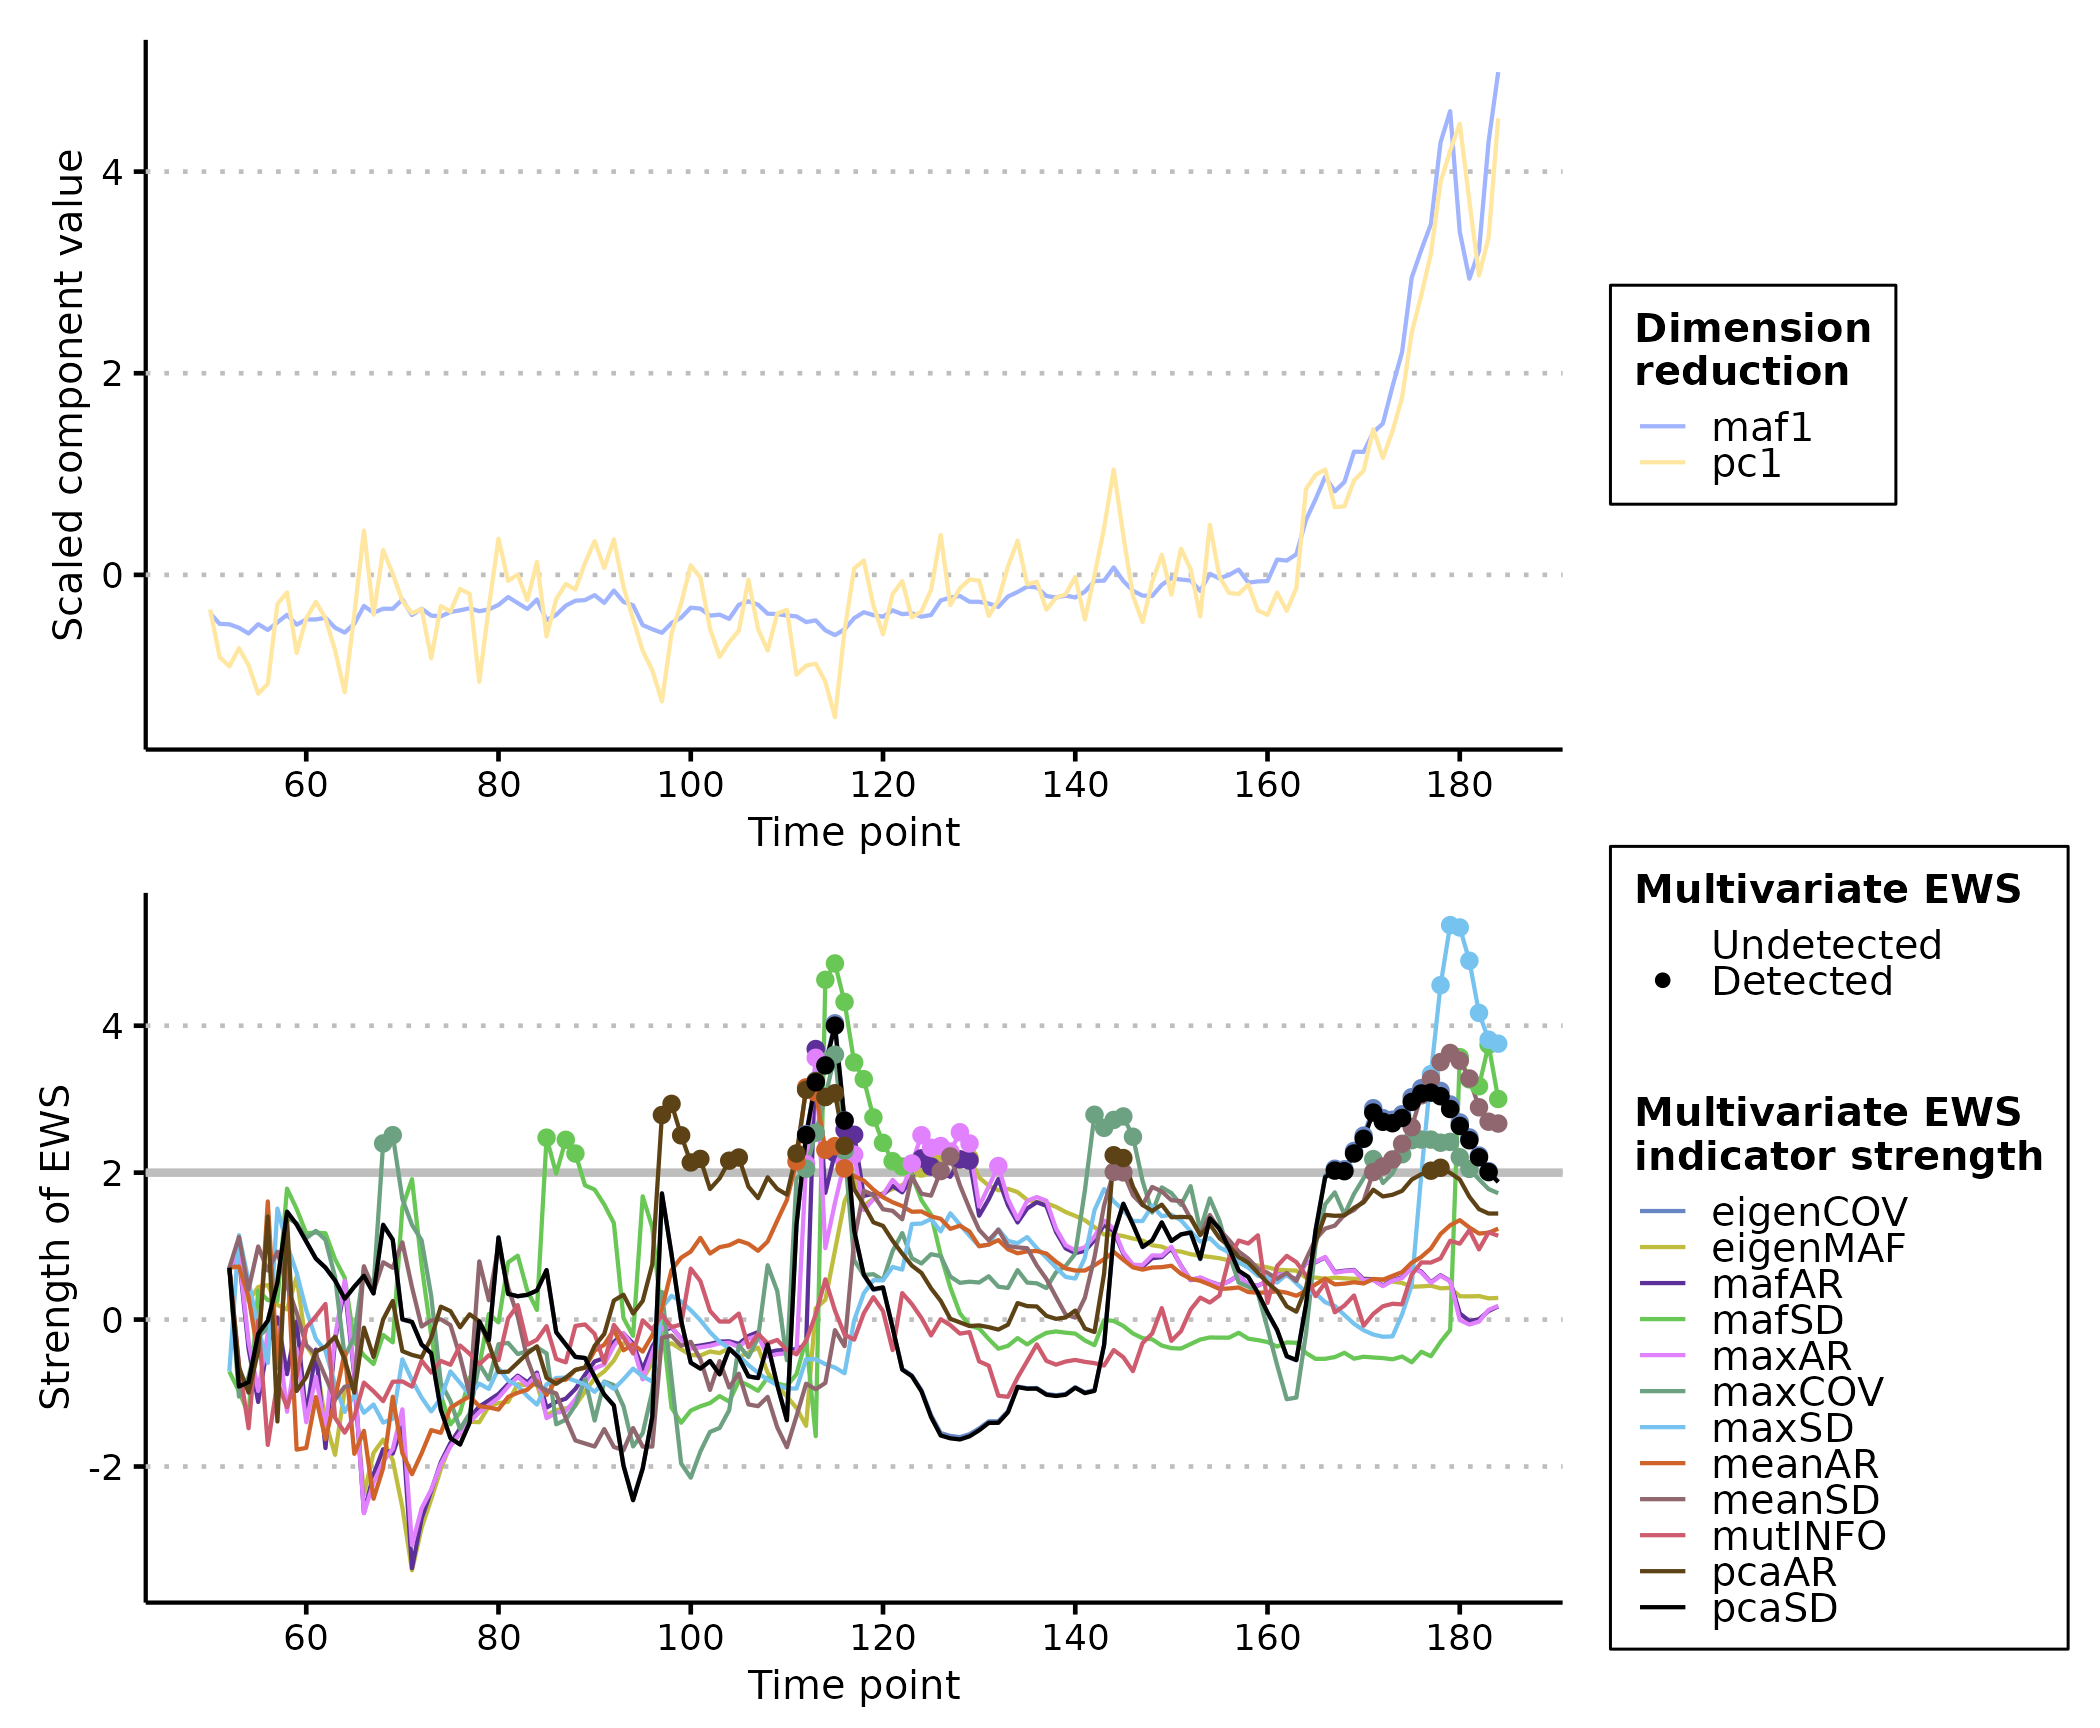 Scaled component value
4
2
0
60 80 100 120 140 160 180
Time point
Dimension
reduction
maf1
pc1
Strength of EWS
4
2
0
-2
60 80 100 120 140 160 180
Time point
Multivariate EWS
Undetected
Detected
Multivariate EWS
indicator strength
eigenCOV
eigenMAF
mafAR
mafSD
maxAR
maxCOV
maxSD
meanAR
meanSD
mutINFO
pcaAR
pcaSD